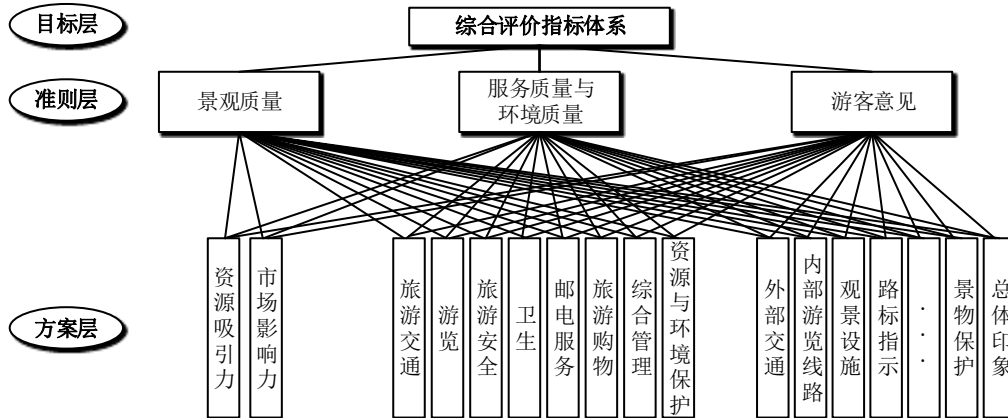 目标层
综合评价指标体系
准则层
景观质量
服务质量与
环境质量
游客意见
方案层
资源吸引力
市场影响力
旅游交通
游览
旅游安全
卫生
邮电服务
旅游购物
综合管理
资源与环境保护
外部交通
内部游览线路
观景设施
路标指示
...
景物保护
总体印象